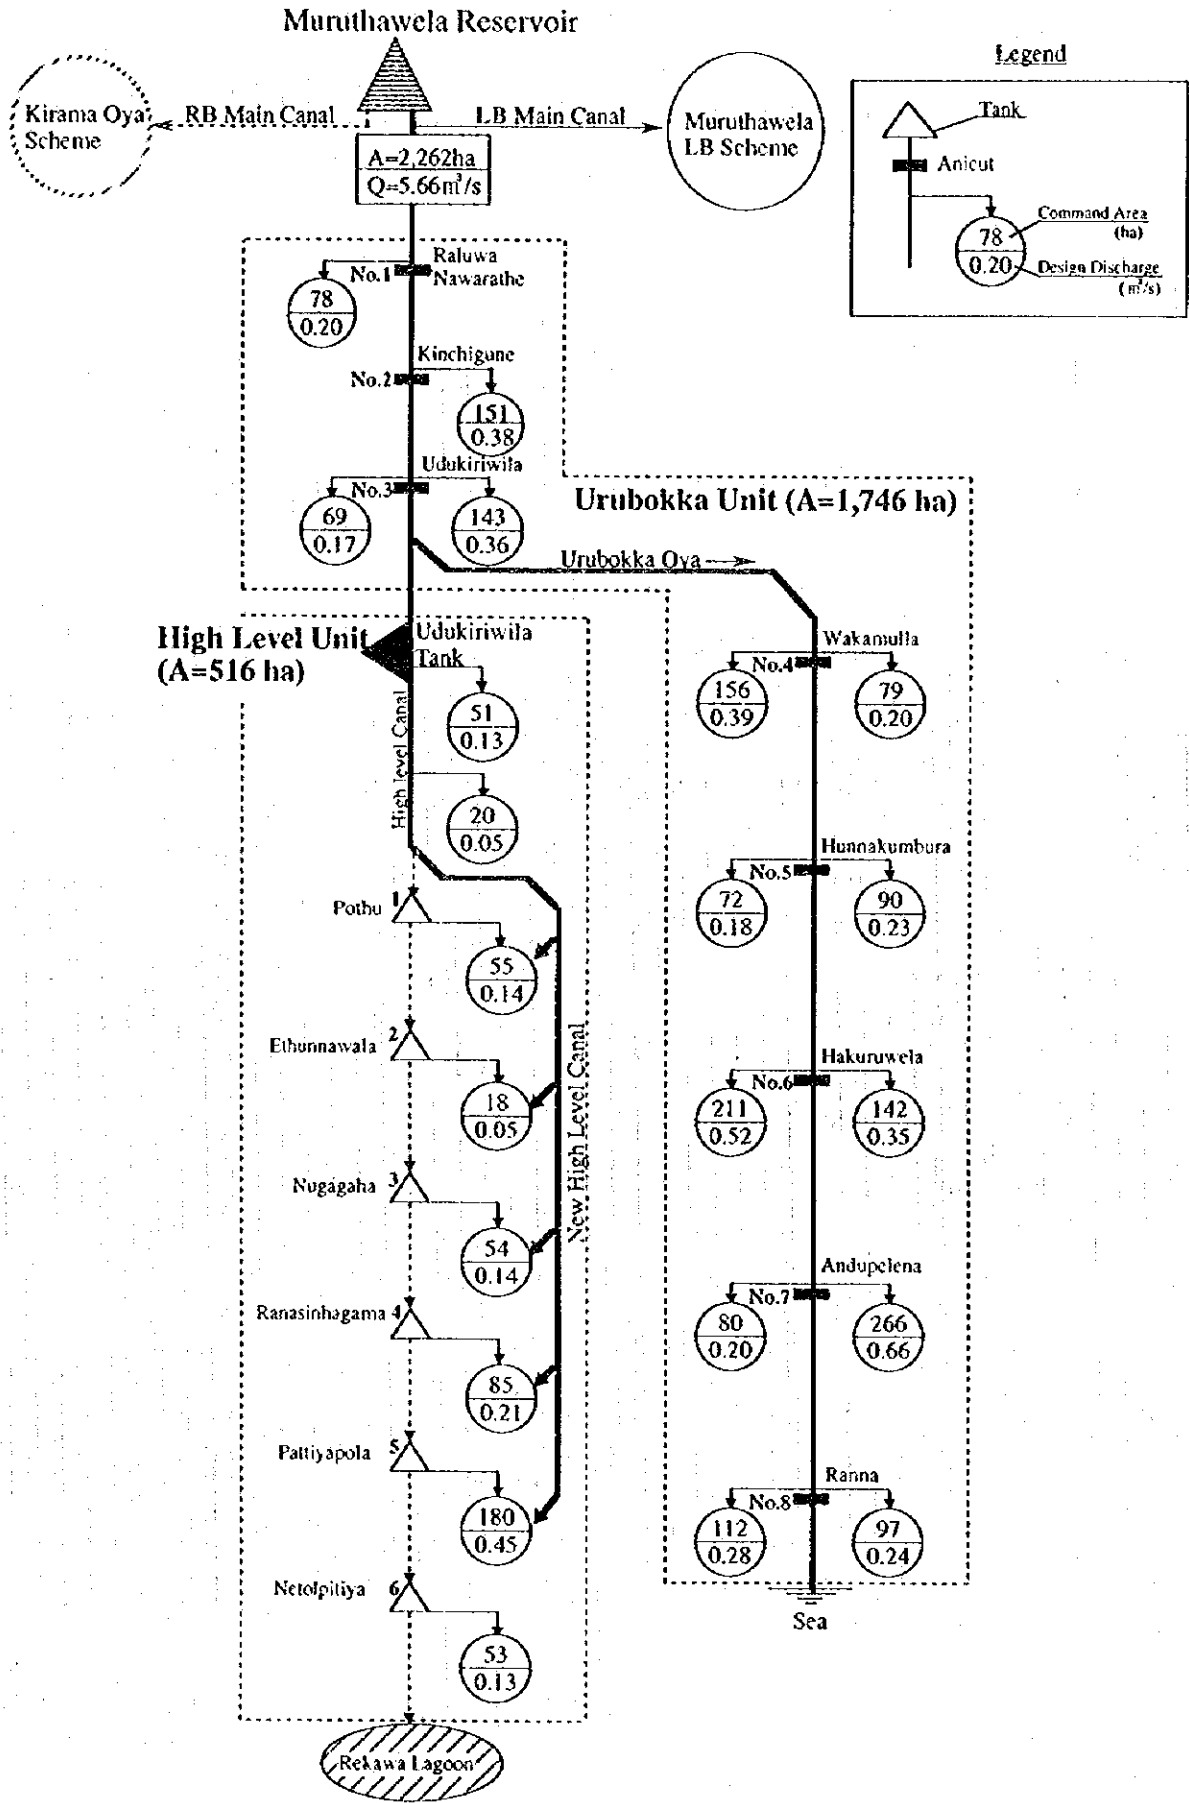 Muruthawela Reservoir
Legend
Kirama Oya
Scheme
RB Main Canal
LB Main Canal
Muruthawela
LB Scheme
A=2,262ha
Q=5.66m³/s
Tank
Anicut
78
0.20
Command Area
(ha)
Design Discharge
(m³/s)
No.1
Raluwa
Nawarathe
78
0.20
Kinchigune
No.2
151
0.38
Udukiriwila
No.3
69
0.17
143
0.36
Urubokka Unit (A=1,746 ha)
Urubokka Oya
High Level Unit
(A=516 ha)
Udukiriwila
Tank
51
0.13
High level Canal
20
0.05
Pothu
1
55
0.14
Ethunnawala
2
18
0.05
Nugagaha
3
54
0.14
Ranasinhagama
4
85
0.21
Pattiyapola
5
180
0.45
Netolpitiya
6
53
0.13
New High Level Canal
Rekawa Lagoon
Wakamulla
No.4
156
0.39
79
0.20
Hunnakumbura
No.5
72
0.18
90
0.23
Hakuruwela
No.6
211
0.52
142
0.35
Andupelena
No.7
80
0.20
266
0.66
Ranna
No.8
112
0.28
97
0.24
Sea